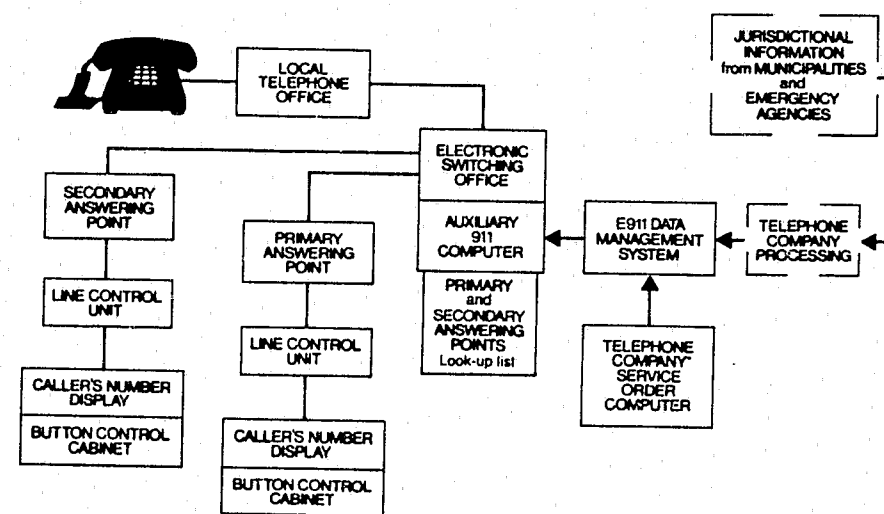 LOCAL
TELEPHONE
OFFICE
JURISDICTIONAL
INFORMATION
from MUNICIPALITIES
and
EMERGENCY
AGENCIES
ELECTRONIC
SWITCHING
OFFICE
AUXILIARY
911
COMPUTER
PRIMARY
and
SECONDARY
ANSWERING
POINTS
Look-up list
SECONDARY
ANSWERING
POINT
LINE CONTROL
UNIT
CALLER'S NUMBER
DISPLAY
BUTTON CONTROL
CABINET
PRIMARY
ANSWERING
POINT
LINE CONTROL
UNIT
CALLER'S NUMBER
DISPLAY
BUTTON CONTROL
CABINET
E911 DATA
MANAGEMENT
SYSTEM
TELEPHONE
COMPANY
PROCESSING
TELEPHONE
COMPANY
SERVICE
ORDER
COMPUTER